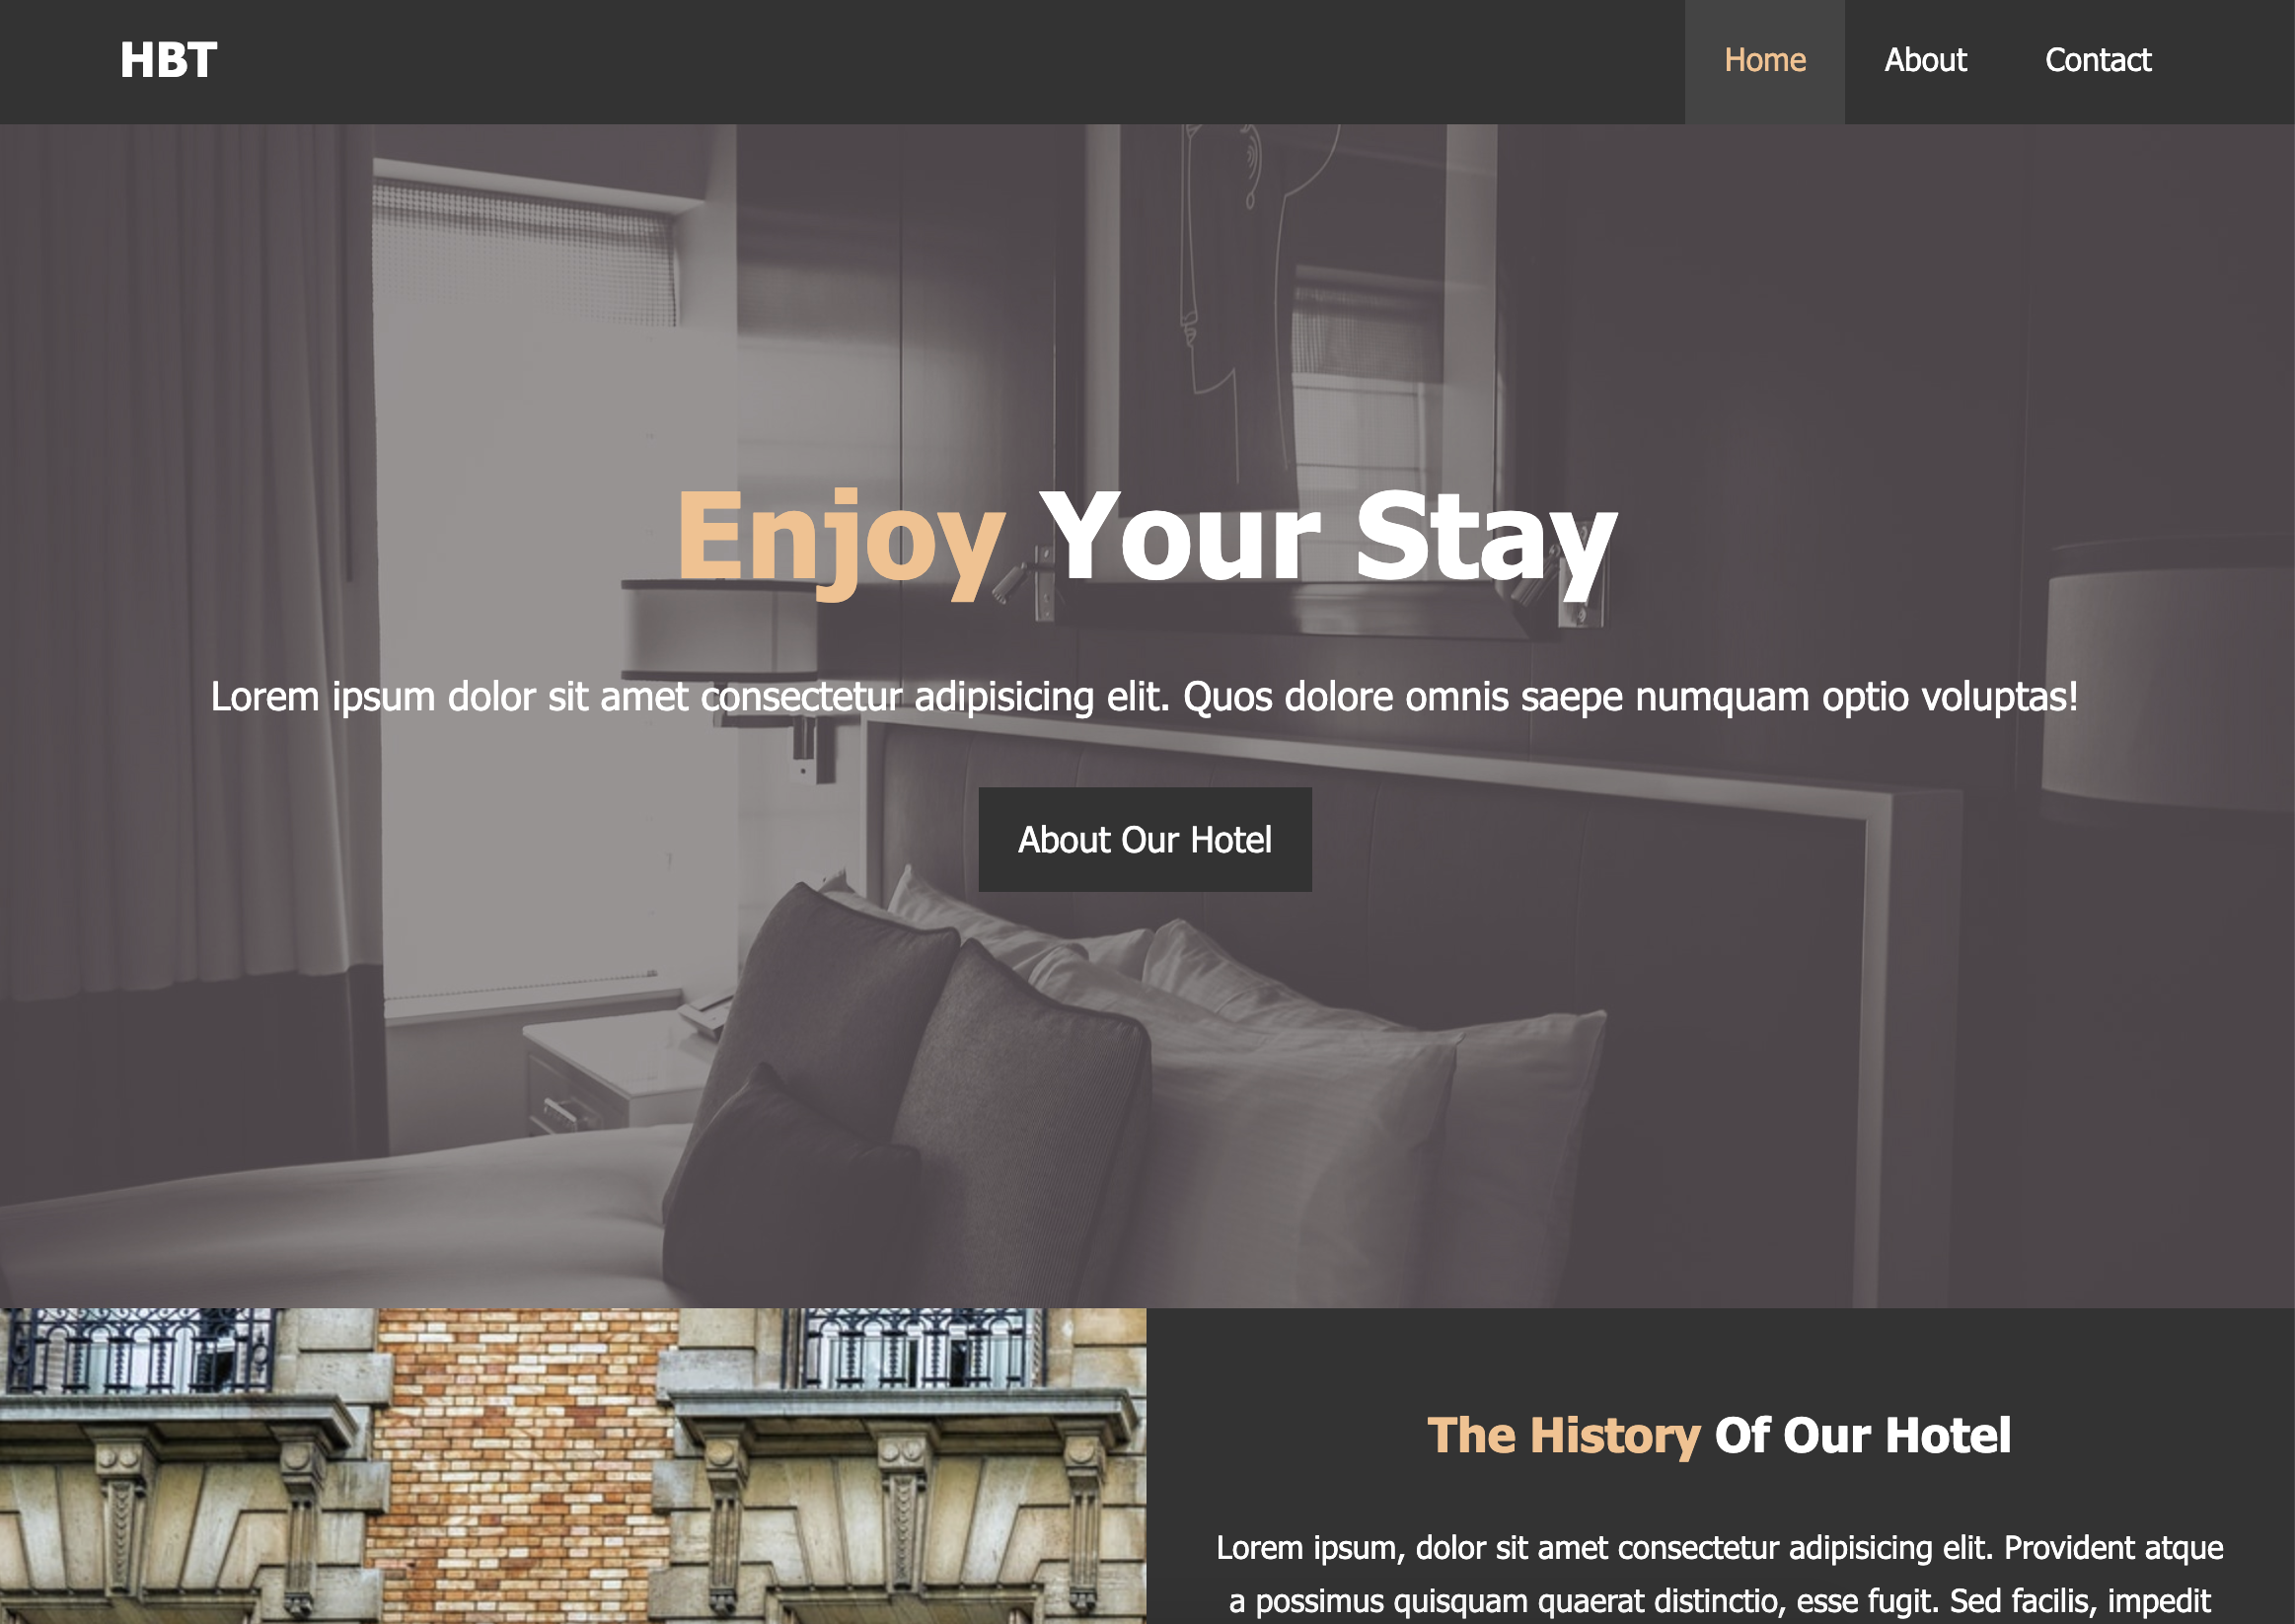 HBT
Home
About
Contact
Enjoy Your Stay
Lorem ipsum dolor sit amet consectetur adipisicing elit. Quos dolore omnis saepe numquam optio voluptas!
About Our Hotel
The History Of Our Hotel
Lorem ipsum, dolor sit amet consectetur adipisicing elit. Provident atque
a possimus quisquam quaerat distinctio, esse fugit. Sed facilis, impedit